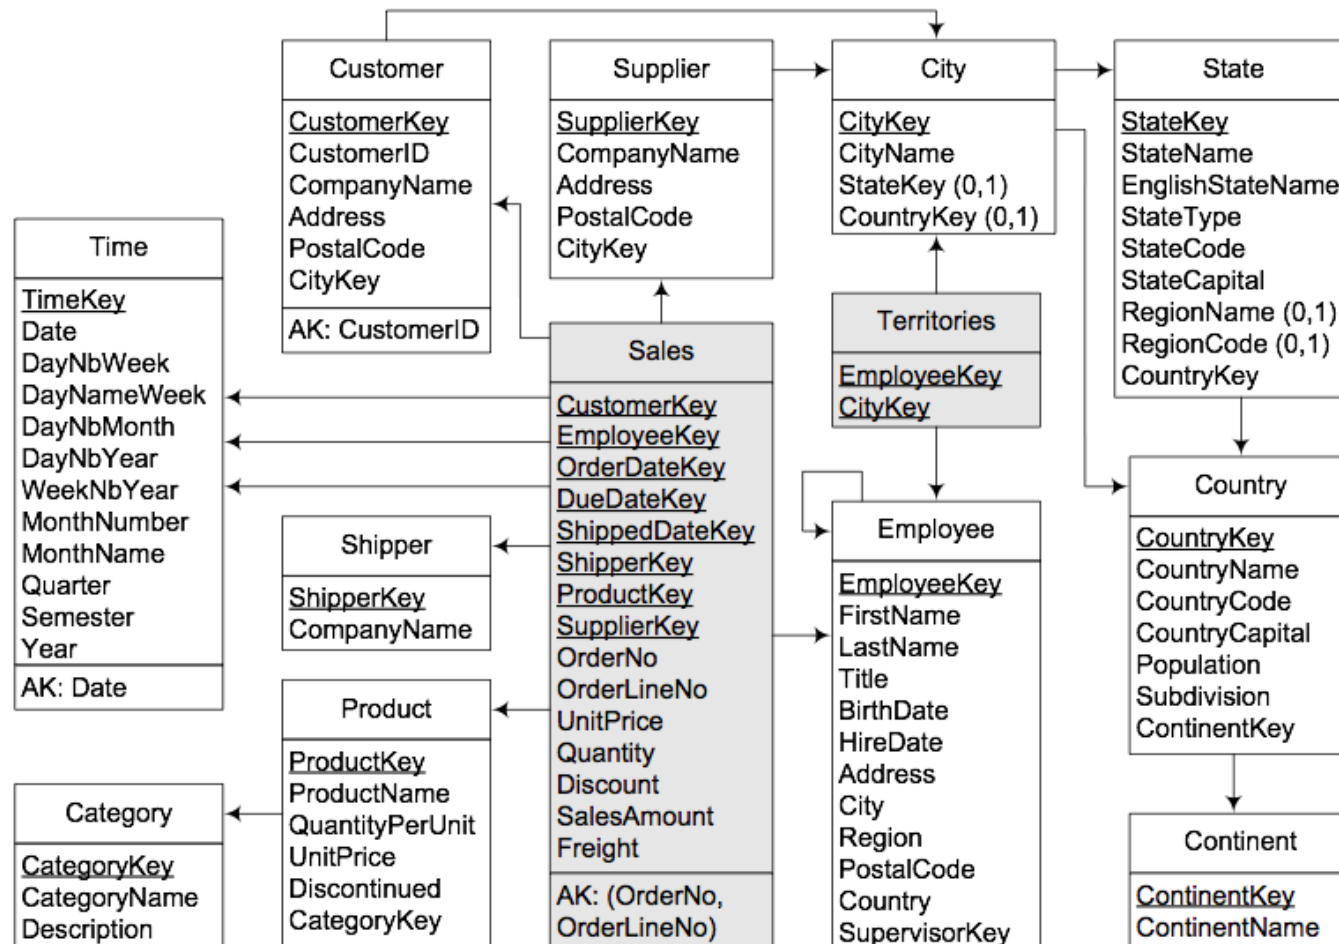 Customer
CustomerKey
CustomerID
CompanyName
Address
PostalCode
CityKey
AK: CustomerID
Supplier
SupplierKey
CompanyName
Address
PostalCode
CityKey
City
CityKey
CityName
StateKey (0,1)
CountryKey (0,1)
State
StateKey
StateName
EnglishStateName
StateType
StateCode
StateCapital
RegionName (0,1)
RegionCode (0,1)
CountryKey
Time
TimeKey
Date
DayNbWeek
DayNameWeek
DayNbMonth
DayNbYear
WeekNbYear
MonthNumber
MonthName
Quarter
Semester
Year
AK: Date
Sales
CustomerKey
EmployeeKey
OrderDateKey
DueDateKey
ShippedDateKey
ShipperKey
ProductKey
SupplierKey
OrderNo
OrderLineNo
UnitPrice
Quantity
Discount
SalesAmount
Freight
AK: (OrderNo,
OrderLineNo)
Territories
EmployeeKey
CityKey
Shipper
ShipperKey
CompanyName
Employee
EmployeeKey
FirstName
LastName
Title
BirthDate
HireDate
Address
City
Region
PostalCode
Country
SupervisorKey
Country
CountryKey
CountryName
CountryCode
CountryCapital
Population
Subdivision
ContinentKey
Product
ProductKey
ProductName
QuantityPerUnit
UnitPrice
Discontinued
CategoryKey
Category
CategoryKey
CategoryName
Description
Continent
ContinentKey
ContinentName